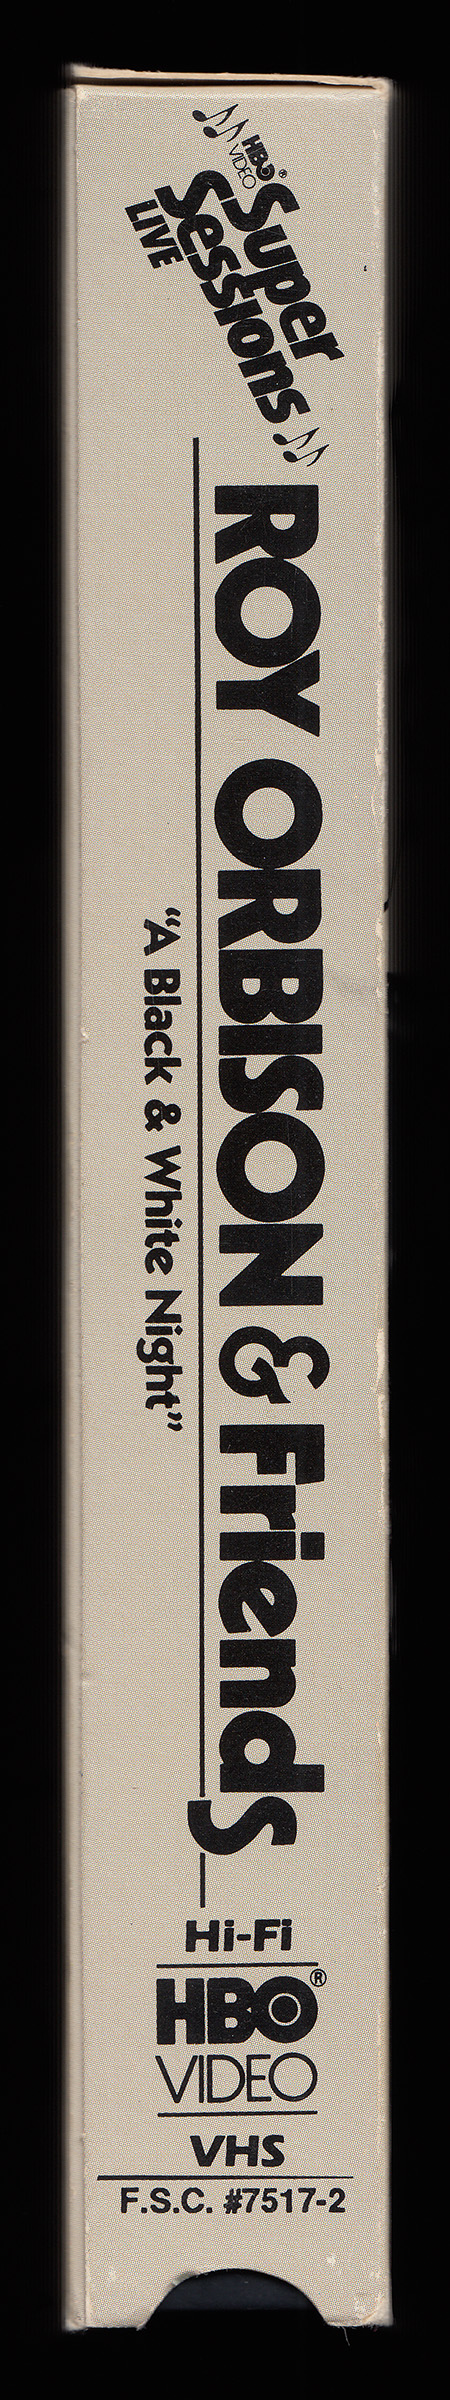 HBO®
VIDEO
Super
Sessions
LIVE
ROY ORBISON & Friends
“A Black & White Night”
Hi-Fi
HBO®
VIDEO
VHS
F.S.C. #7517-2